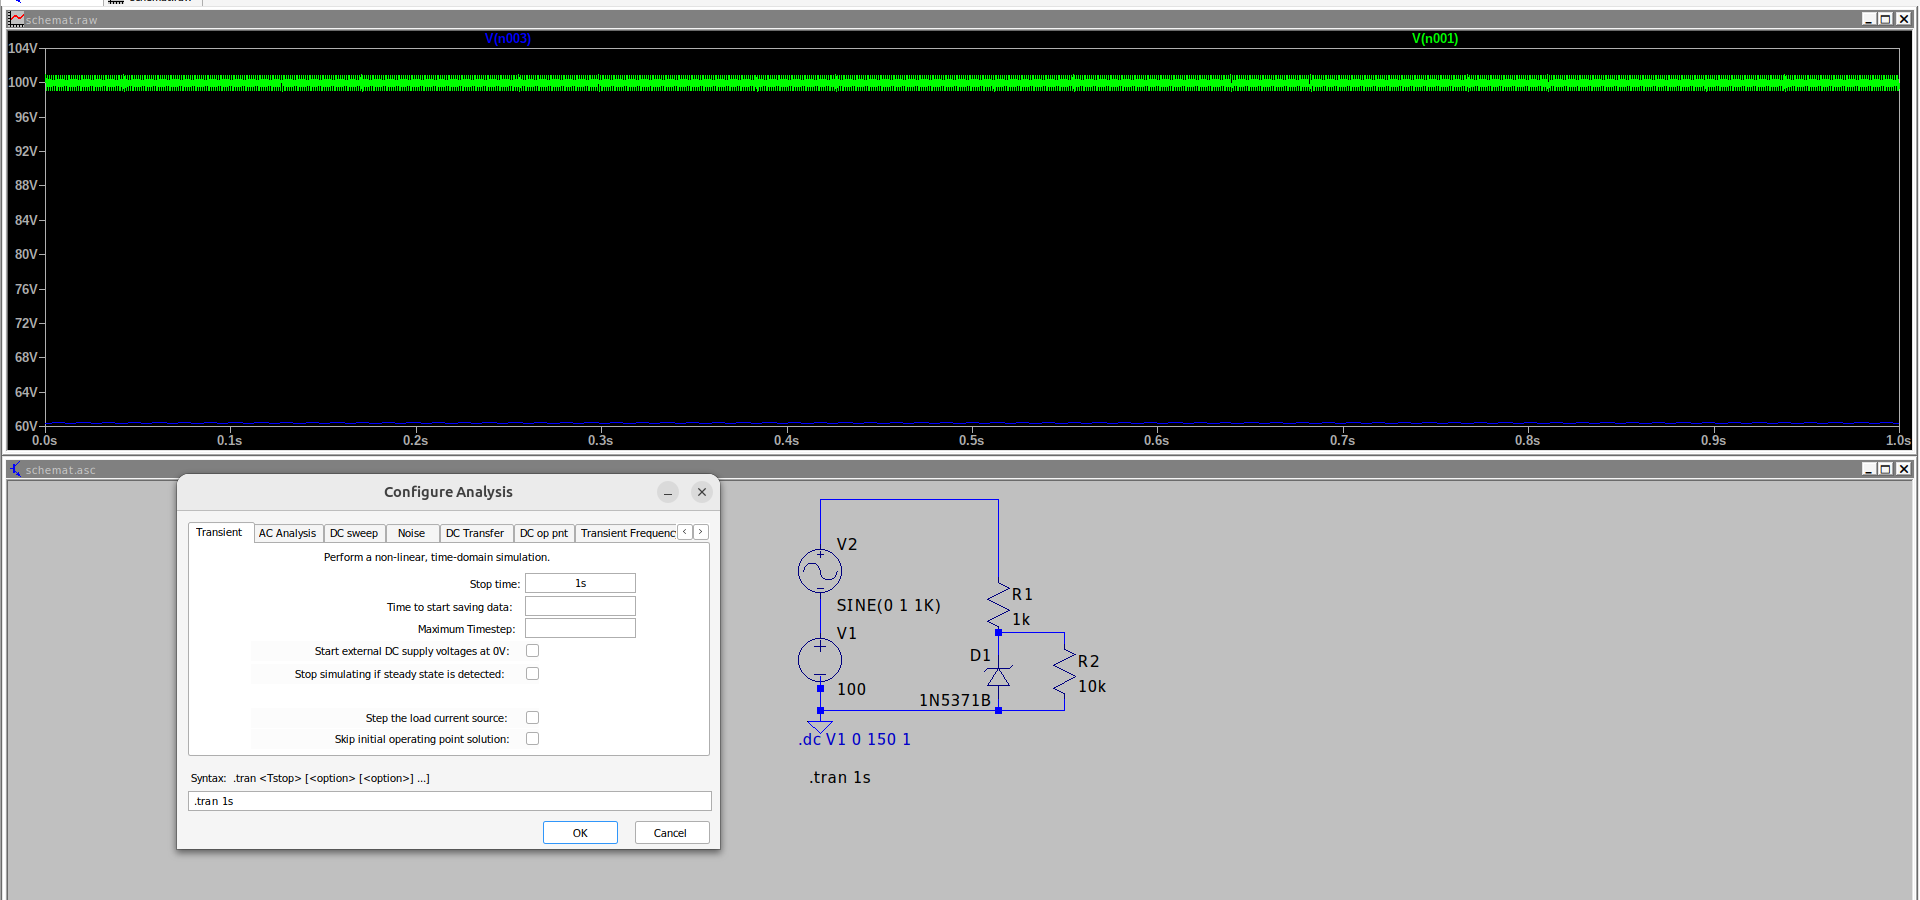 schemat.raw
V(n003) V(n001)
104V
100V
96V
92V
88V
84V
80V
76V
72V
68V
64V
60V
0.0s 0.1s 0.2s 0.3s 0.4s 0.5s 0.6s 0.7s 0.8s 0.9s 1.0s
schemat.asc
Configure Analysis
Transient AC Analysis DC sweep Noise DC Transfer DC op pnt Transient Frequenc < >
Perform a non-linear, time-domain simulation.
Stop time: 1s
Time to start saving data:
Maximum Timestep:
Start external DC supply voltages at 0V:
Stop simulating if steady state is detected:
Step the load current source:
Skip initial operating point solution:
Syntax: .tran <Tstop> [<option> [<option>] ...]
.tran 1s
OK Cancel
V2
SINE(0 1 1K)
V1
100
R1
1k
D1
1N5371B
R2
10k
.dc V1 0 150 1
.tran 1s